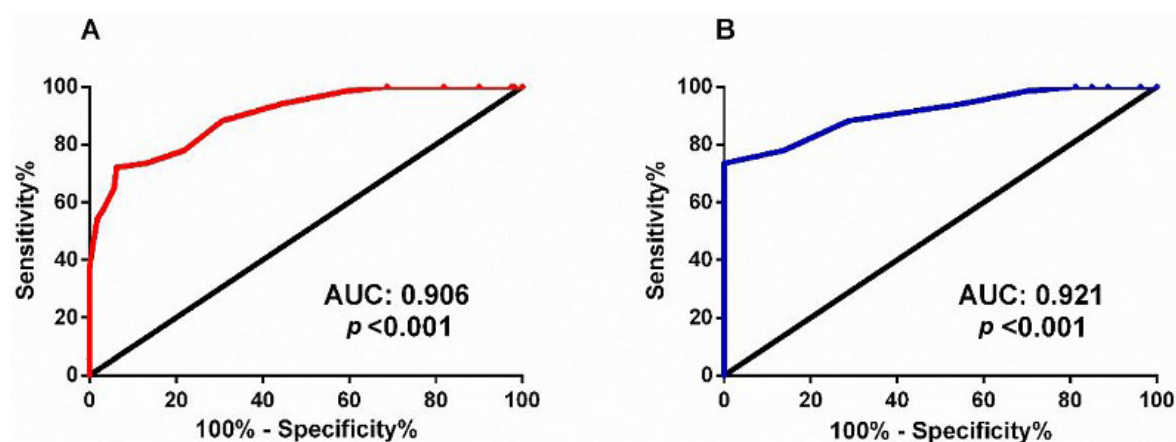 A
100
80
60
40
20
0
Sensitivity%
AUC: 0.906
p <0.001
0 20 40 60 80 100
100% - Specificity%
B
100
80
60
40
20
0
Sensitivity%
AUC: 0.921
p <0.001
0 20 40 60 80 100
100% - Specificity%